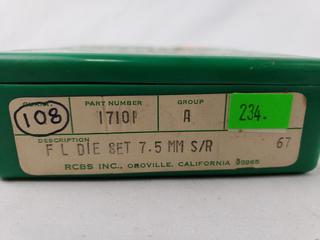 PART NUMBER GROUP
108 17101 A 234.
DESCRIPTION
F L DIE SET 7.5 MM S/R 67
RCBS INC., OROVILLE, CALIFORNIA 95965